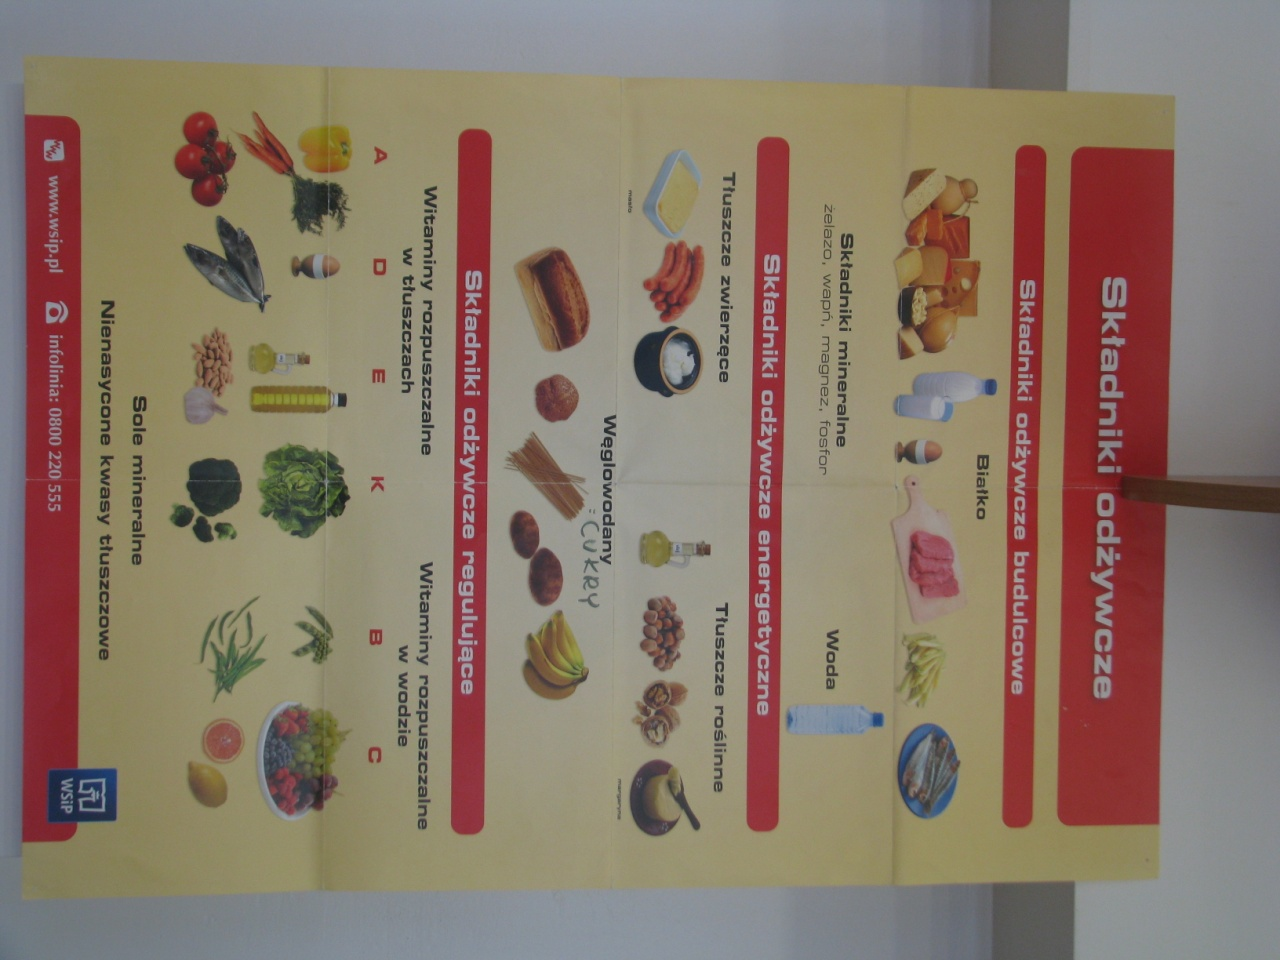 Składniki odżywcze
Składniki odżywcze budulcowe
Białko
Składniki mineralne
żelazo, wapń, magnez, fosfor
Woda
Składniki odżywcze energetyczne
Tłuszcze zwierzęce
Tłuszcze roślinne
masło
margaryna
Węglowodany
= CUKRY
Składniki odżywcze regulujące
Witaminy rozpuszczalne
w tłuszczach
Witaminy rozpuszczalne
w wodzie
A D E K B C
Sole mineralne
Nienasycone kwasy tłuszczowe
www.wsip.pl infolinia: 0800 220 555
WSiP